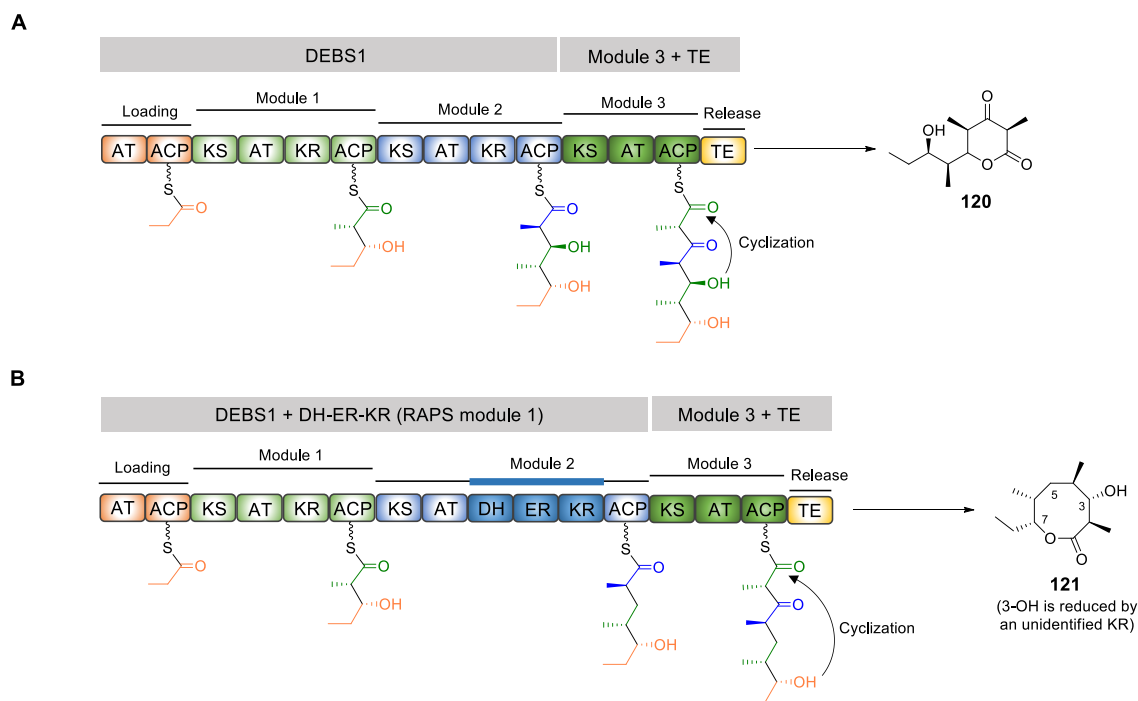 A
DEBS1
Module 3 + TE
Loading
Module 1
Module 2
Module 3
Release
AT ACP KS AT KR ACP KS AT KR ACP KS AT ACP TE
S
O
S
O
OH
S
O
OH
OH
S
O
O
OH
OH
Cyclization
O
OH
O
O
120
B
DEBS1 + DH-ER-KR (RAPS module 1)
Module 3 + TE
Loading
Module 1
Module 2
Module 3
Release
AT ACP KS AT KR ACP KS AT DH ER KR ACP KS AT ACP TE
S
O
S
O
OH
S
O
OH
S
O
O
OH
Cyclization
5
3
OH
7
O
O
121
(3-OH is reduced by
an unidentified KR)